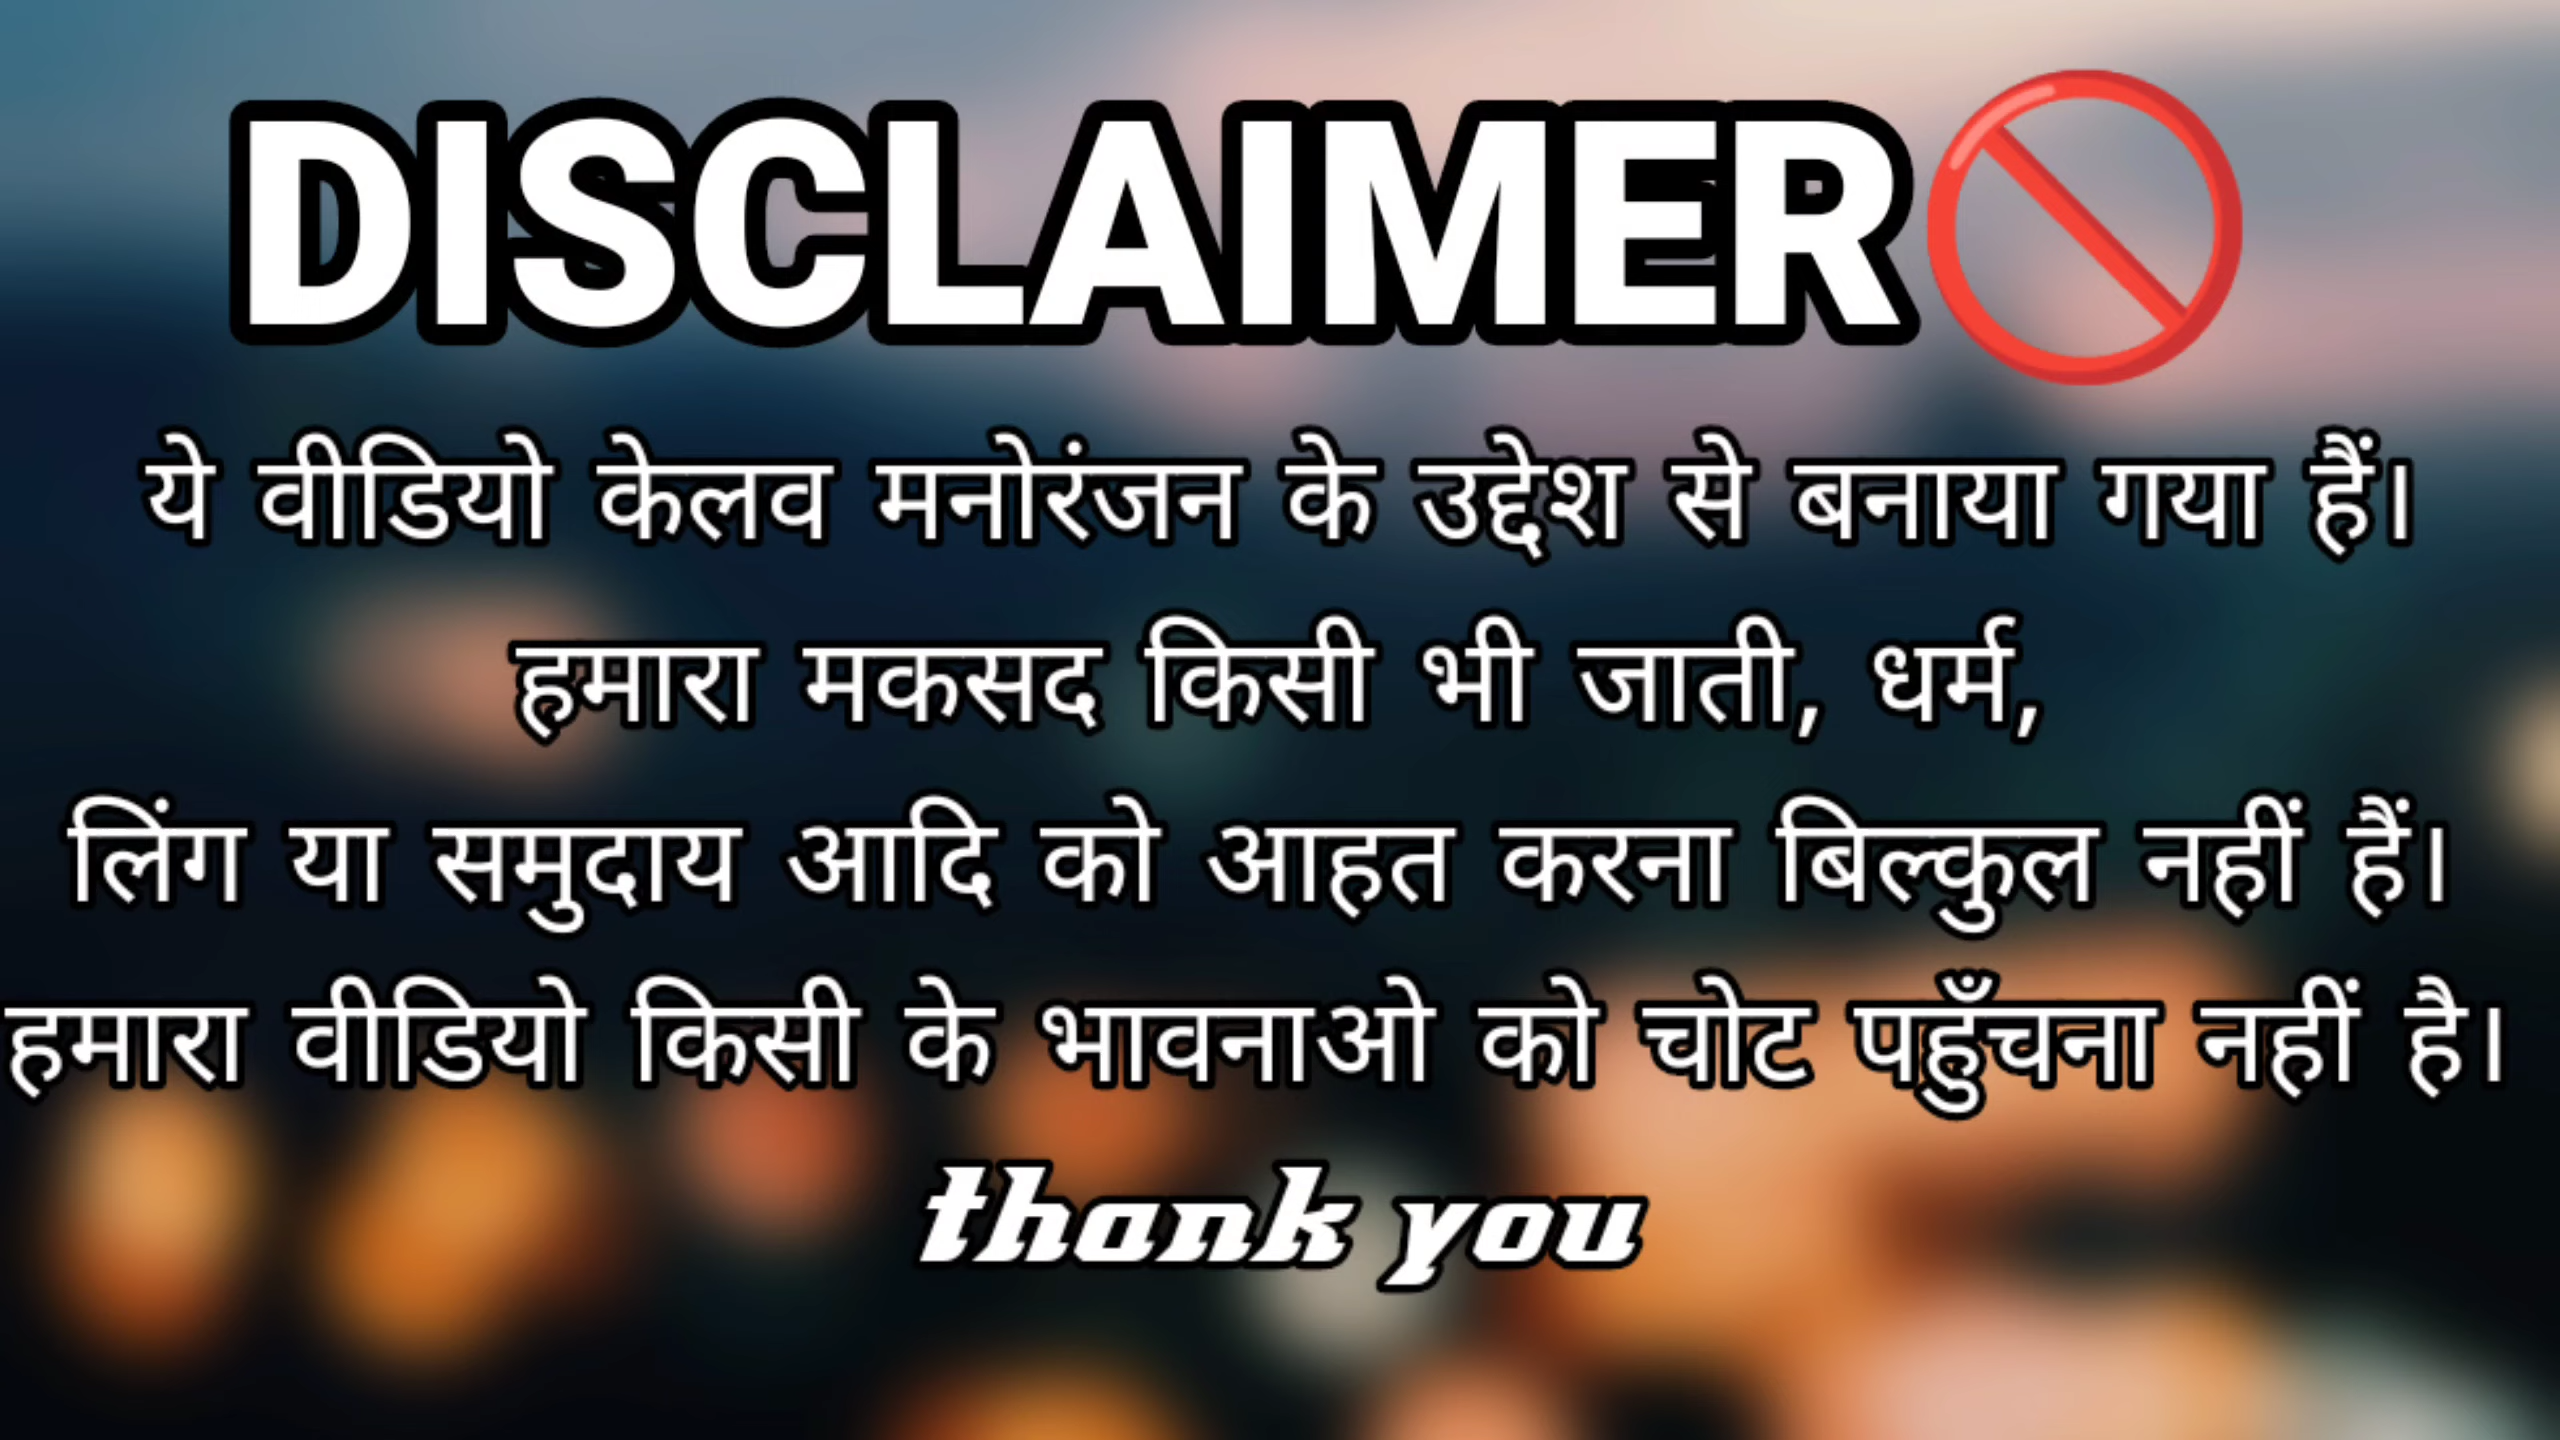 DISCLAIMER🚫
ये वीडियो केलव मनोरंजन के उद्देश से बनाया गया हैं।
हमारा मकसद किसी भी जाती, धर्म,
लिंग या समुदाय आदि को आहत करना बिल्कुल नहीं हैं।
हमारा वीडियो किसी के भावनाओ को चोट पहुँचना नहीं है।
thank you